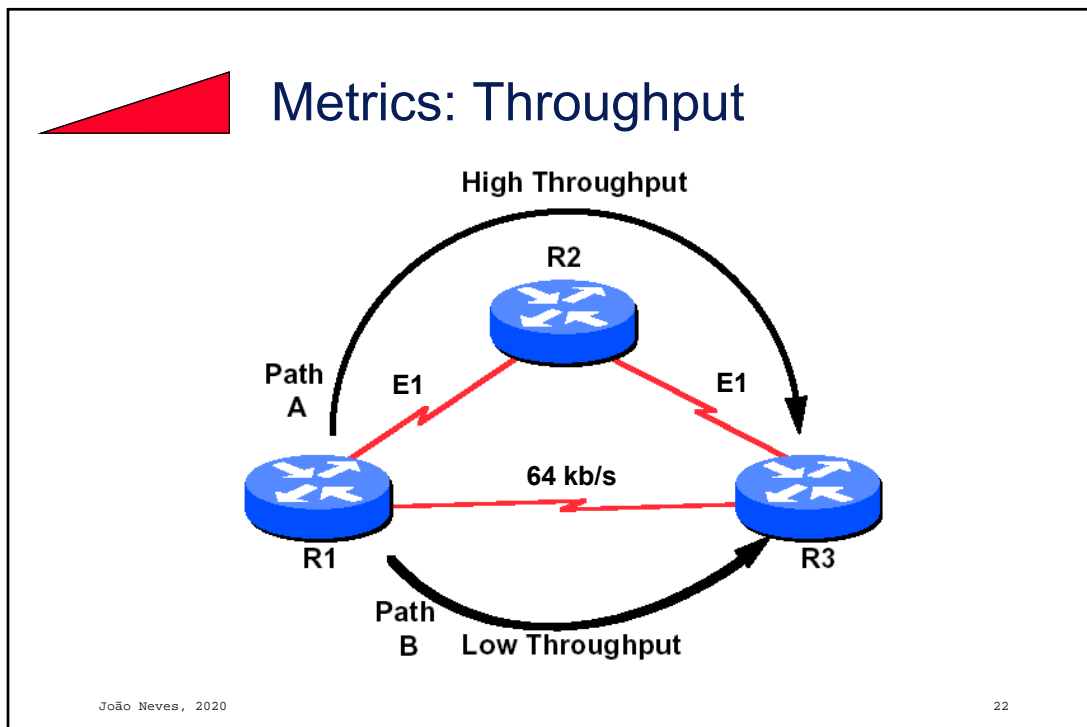 Metrics: Throughput
High Throughput
R2
Path
A
E1
E1
64 kb/s
R1
R3
Path
B
Low Throughput
João Neves, 2020
22